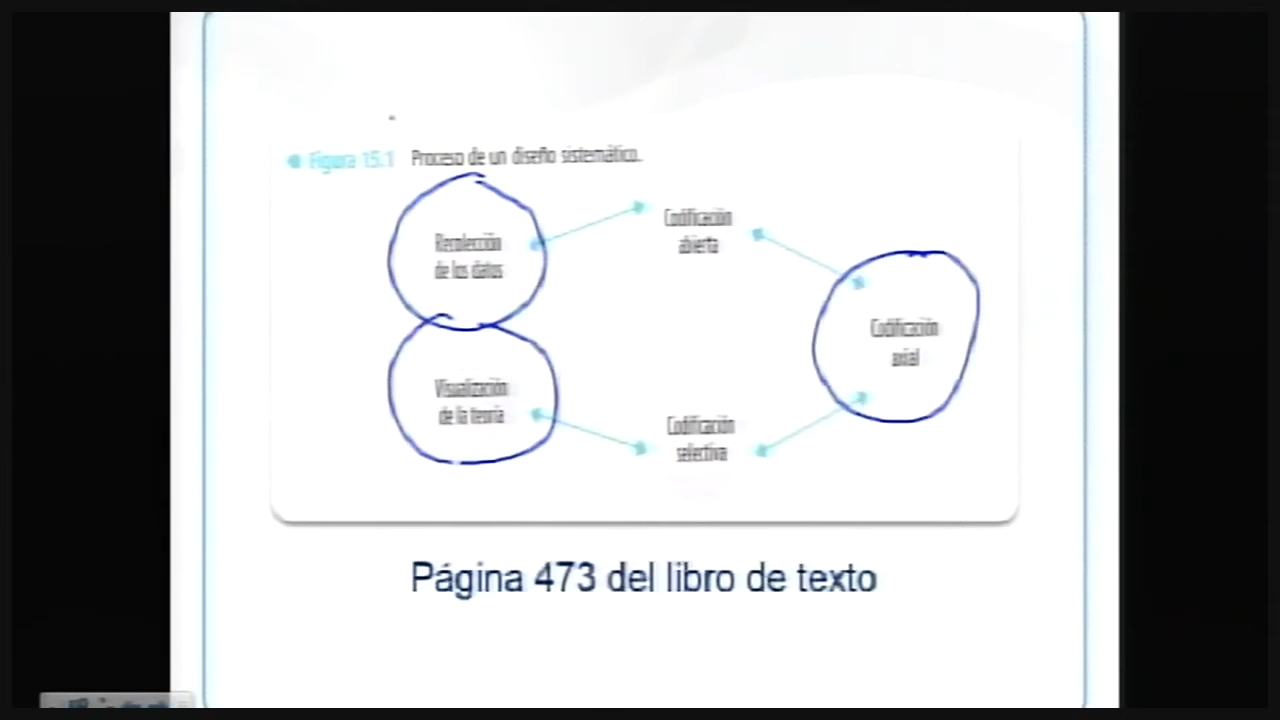 Figura 15.1 Proceso de un diseño sistemático.
Recolección
de los datos
Codificación
abierta
Codificación
axial
Visualización
de la teoría
Codificación
selectiva
Página 473 del libro de texto